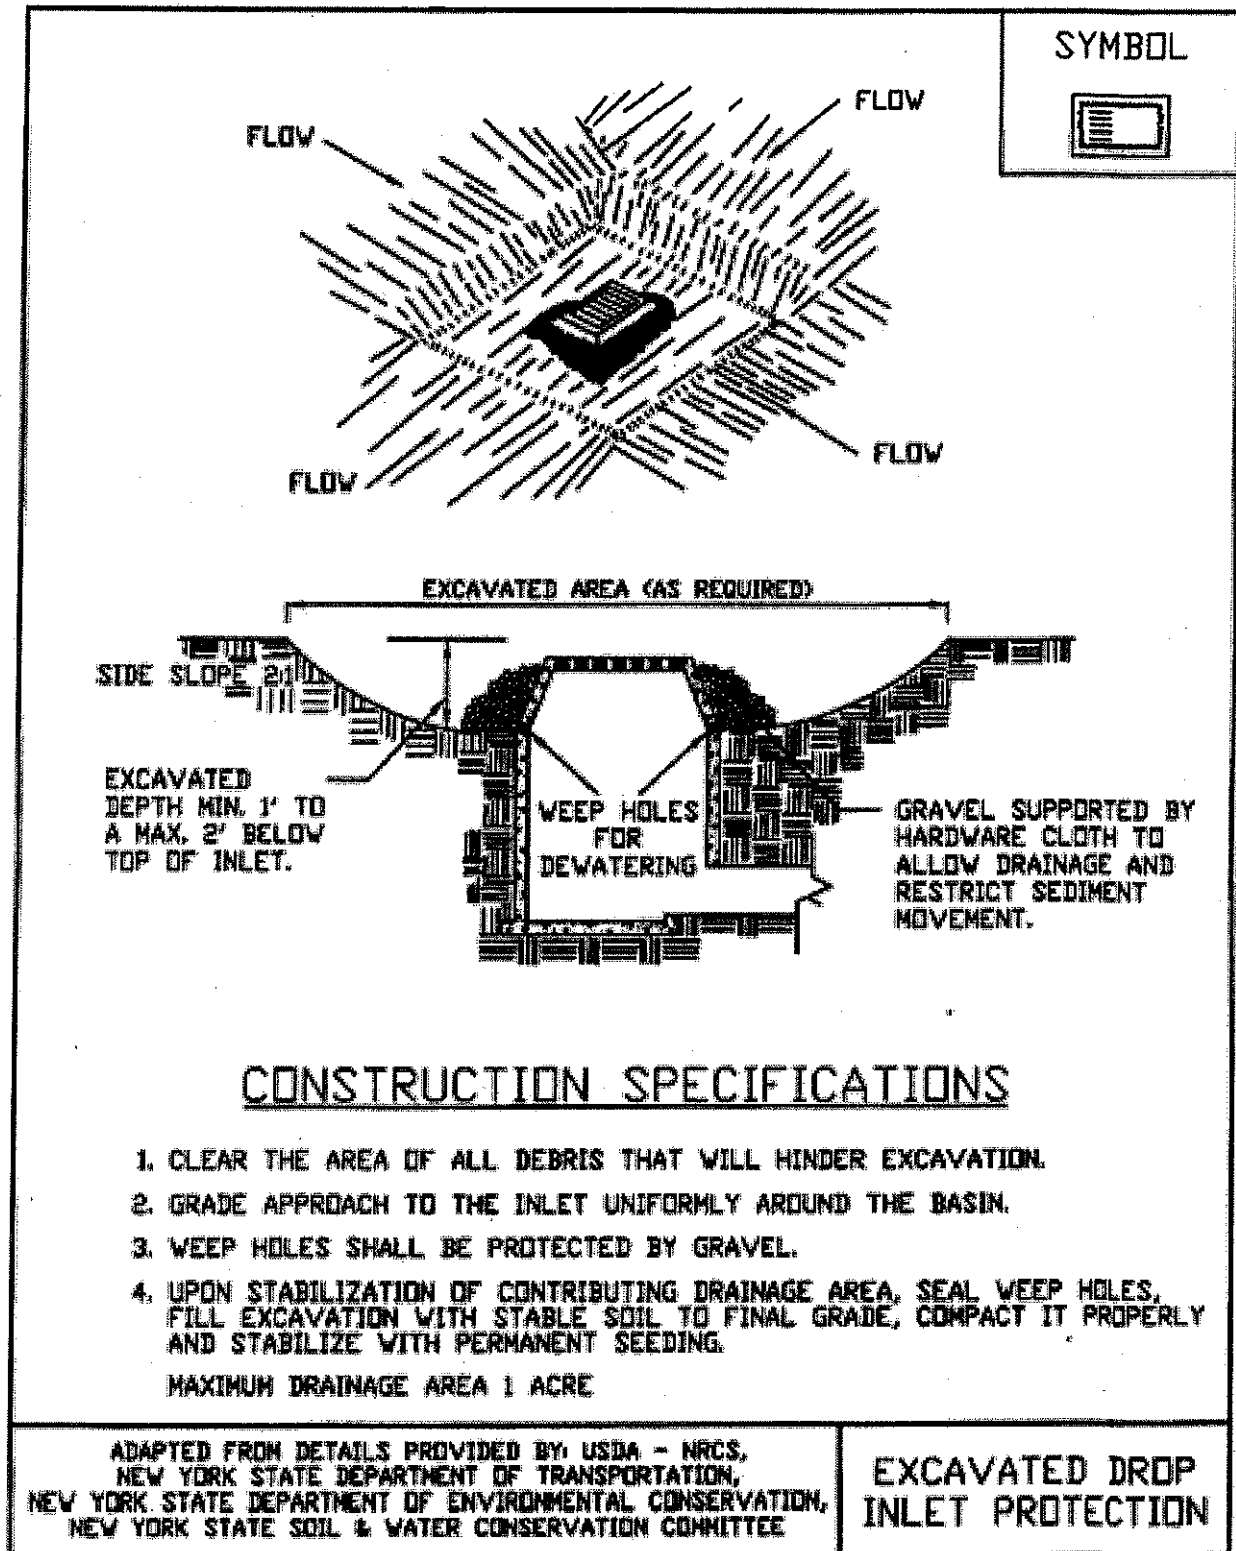 SYMBOL
FLOW
FLOW
FLOW
FLOW
EXCAVATED AREA (AS REQUIRED)
SIDE SLOPE 2:1
EXCAVATED
DEPTH MIN. 1' TO
A MAX. 2' BELOW
TOP OF INLET.
WEEP HOLES
FOR
DEWATERING
GRAVEL SUPPORTED BY
HARDWARE CLOTH TO
ALLOW DRAINAGE AND
RESTRICT SEDIMENT
MOVEMENT.
CONSTRUCTION SPECIFICATIONS
1. CLEAR THE AREA OF ALL DEBRIS THAT WILL HINDER EXCAVATION.
2. GRADE APPROACH TO THE INLET UNIFORMLY AROUND THE BASIN.
3. WEEP HOLES SHALL BE PROTECTED BY GRAVEL.
4. UPON STABILIZATION OF CONTRIBUTING DRAINAGE AREA, SEAL WEEP HOLES,
FILL EXCAVATION WITH STABLE SOIL TO FINAL GRADE, COMPACT IT PROPERLY
AND STABILIZE WITH PERMANENT SEEDING.
MAXIMUM DRAINAGE AREA 1 ACRE
ADAPTED FROM DETAILS PROVIDED BY: USDA - NRCS,
NEW YORK STATE DEPARTMENT OF TRANSPORTATION,
NEW YORK STATE DEPARTMENT OF ENVIRONMENTAL CONSERVATION,
NEW YORK STATE SOIL & WATER CONSERVATION COMMITTEE
EXCAVATED DROP
INLET PROTECTION